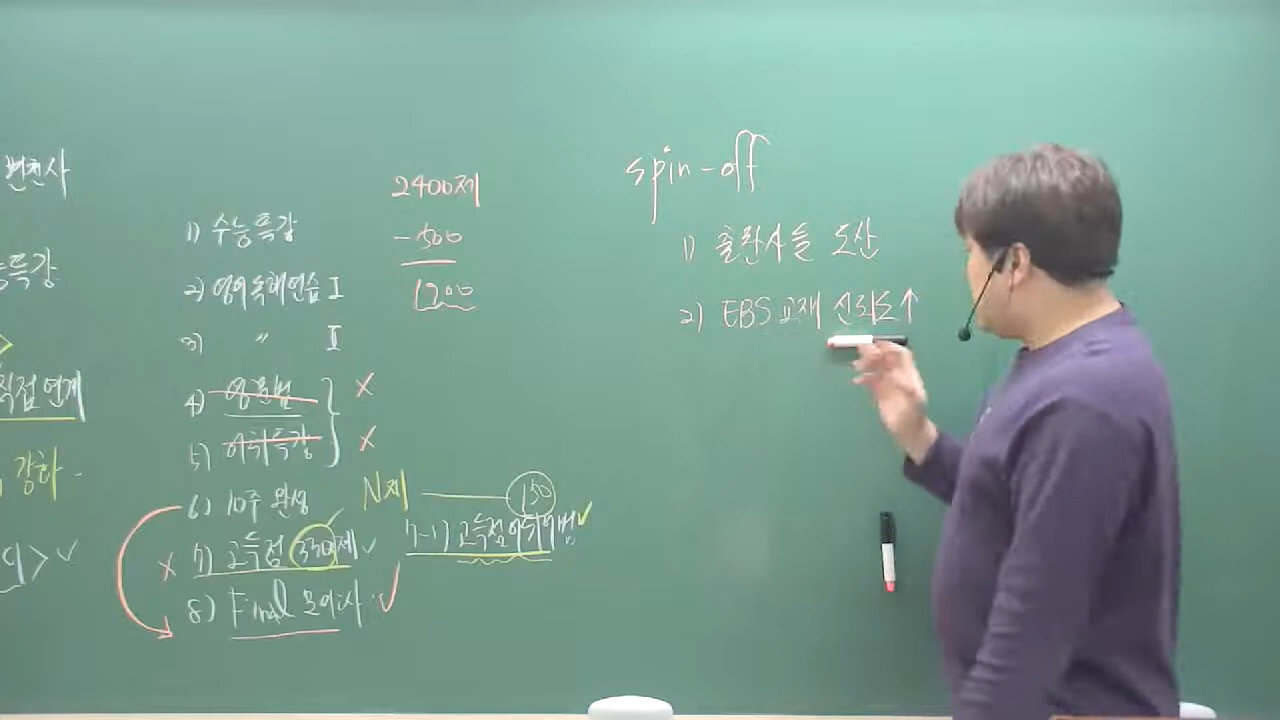 변천사
능특강
직접 연계
강화
1) 수능특강
2) 영어독해연습 I
3) 〃 II
4) 영문법 } X
5) 어휘특강 } X
6) 10주 완성
X 7) 고득점 330제 ✓
8) Final 모의고사 ✓
2400제
- 500
1200
N제 — 150
7-1) 고득점 어휘어법 ✓
spin-off
1) 출판사들 도산
2) EBS 교재 신뢰도↑